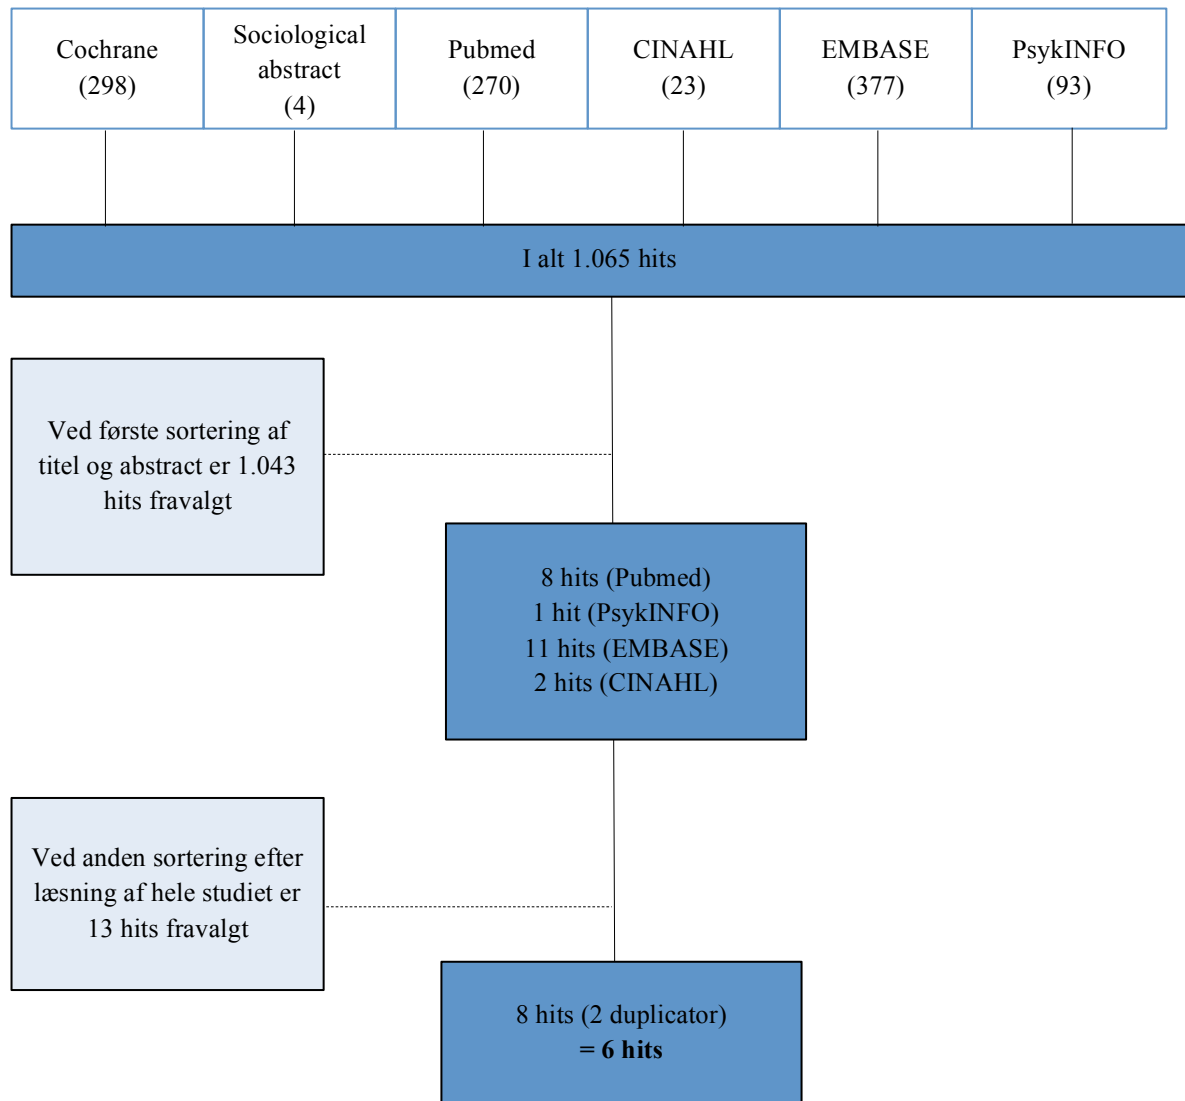 Cochrane
(298)
Sociological
abstract
(4)
Pubmed
(270)
CINAHL
(23)
EMBASE
(377)
PsykINFO
(93)
I alt 1.065 hits
Ved første sortering af
titel og abstract er 1.043
hits fravalgt
8 hits (Pubmed)
1 hit (PsykINFO)
11 hits (EMBASE)
2 hits (CINAHL)
Ved anden sortering efter
læsning af hele studiet er
13 hits fravalgt
8 hits (2 duplicator)
= 6 hits